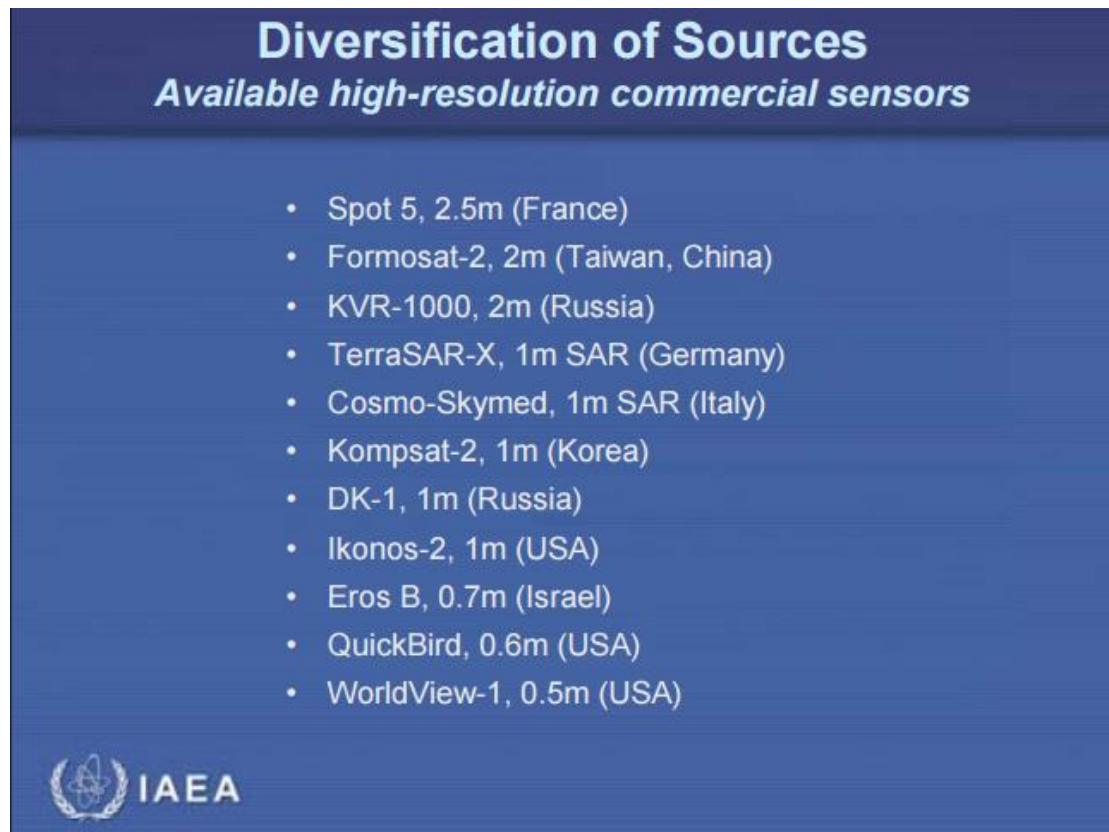 Diversification of Sources
Available high-resolution commercial sensors
• Spot 5, 2.5m (France)
• Formosat-2, 2m (Taiwan, China)
• KVR-1000, 2m (Russia)
• TerraSAR-X, 1m SAR (Germany)
• Cosmo-Skymed, 1m SAR (Italy)
• Kompsat-2, 1m (Korea)
• DK-1, 1m (Russia)
• Ikonos-2, 1m (USA)
• Eros B, 0.7m (Israel)
• QuickBird, 0.6m (USA)
• WorldView-1, 0.5m (USA)
IAEA